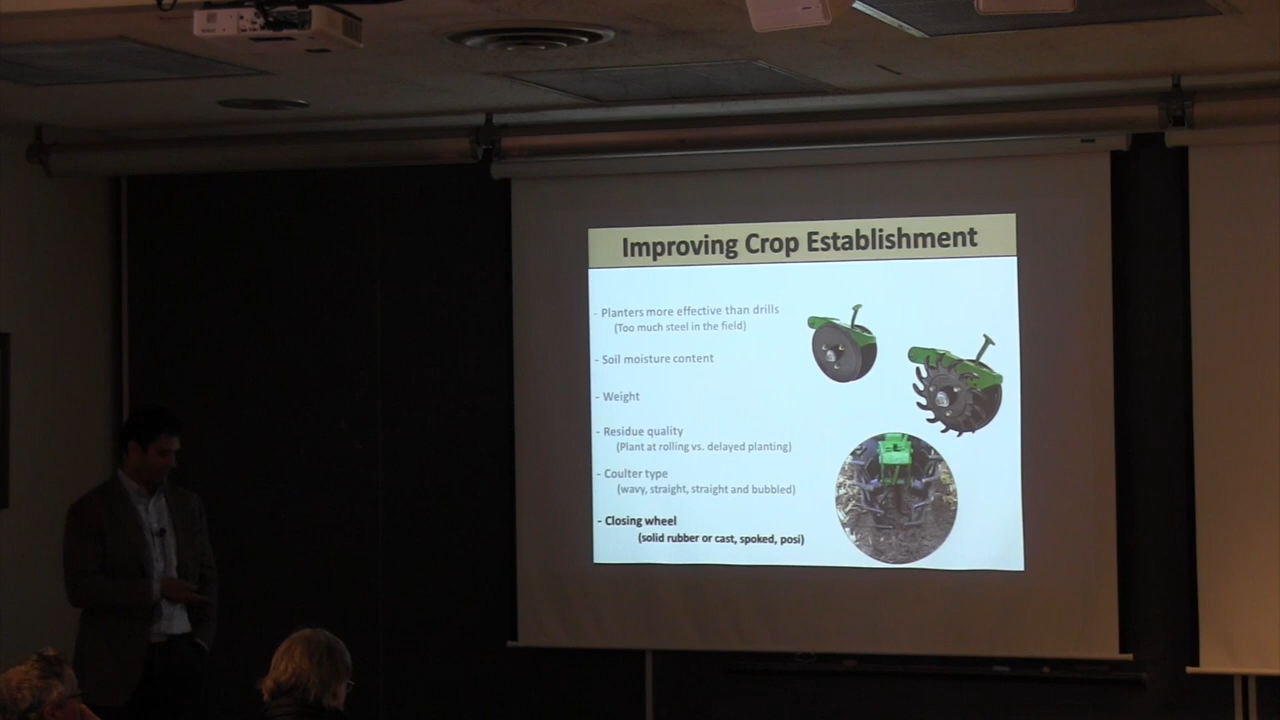 Improving Crop Establishment
- Planters more effective than drills
(Too much steel in the field)
- Soil moisture content
- Weight
- Residue quality
(Plant at rolling vs. delayed planting)
- Coulter type
(wavy, straight, straight and bubbled)
- Closing wheel
(solid rubber or cast, spoked, posi)